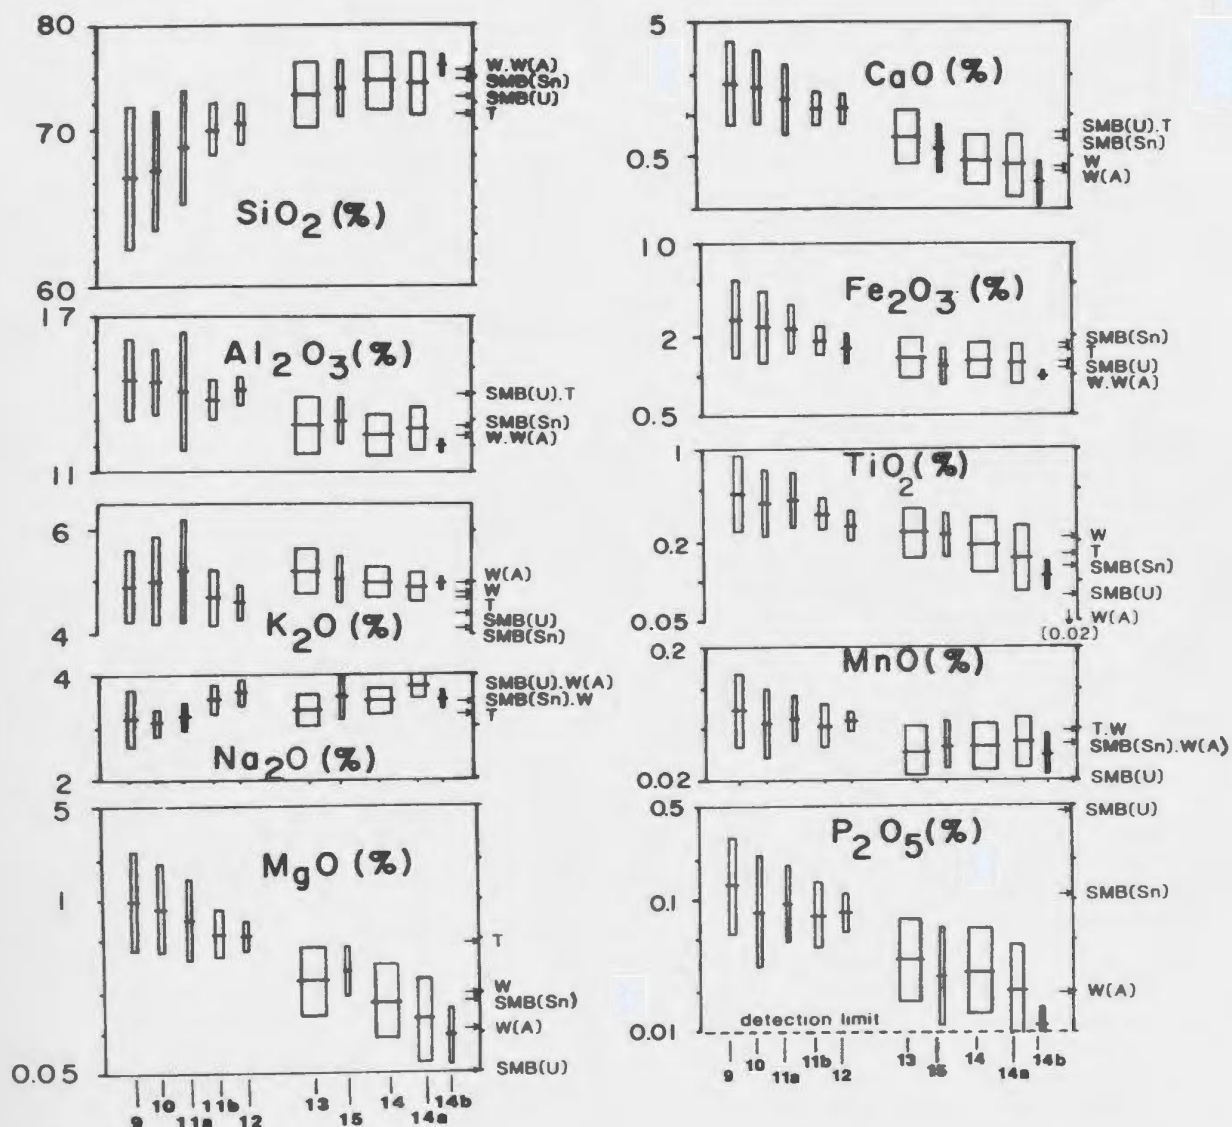 80
70
60
SiO2 (%)
W.W(A)
SMB(Sn)
SMB(U)
T
17
11
Al2O3(%)
SMB(U).T
SMB(Sn)
W.W(A)
6
4
K2O(%)
W(A)
W
T
SMB(U)
SMB(Sn)
4
2
Na2O(%)
SMB(U).W(A)
SMB(Sn).W
T
5
1
0.05
MgO(%)
T
W
SMB(Sn)
W(A)
SMB(U)
9 10 11a 11b 12 13 15 14 14a 14b
5
1
0.5
CaO(%)
SMB(U).T
SMB(Sn)
W
W(A)
10
2
0.5
Fe2O3(%)
SMB(Sn)
T
SMB(U)
W.W(A)
1
0.2
0.05
TiO2(%)
W
T
SMB(Sn)
SMB(U)
W(A)
(0.02)
0.2
0.02
MnO(%)
T.W
SMB(Sn).W(A)
SMB(U)
0.5
0.1
0.01
P2O5(%)
SMB(U)
SMB(Sn)
W(A)
detection limit
9 10 11a 11b 12 13 15 14 14a 14b